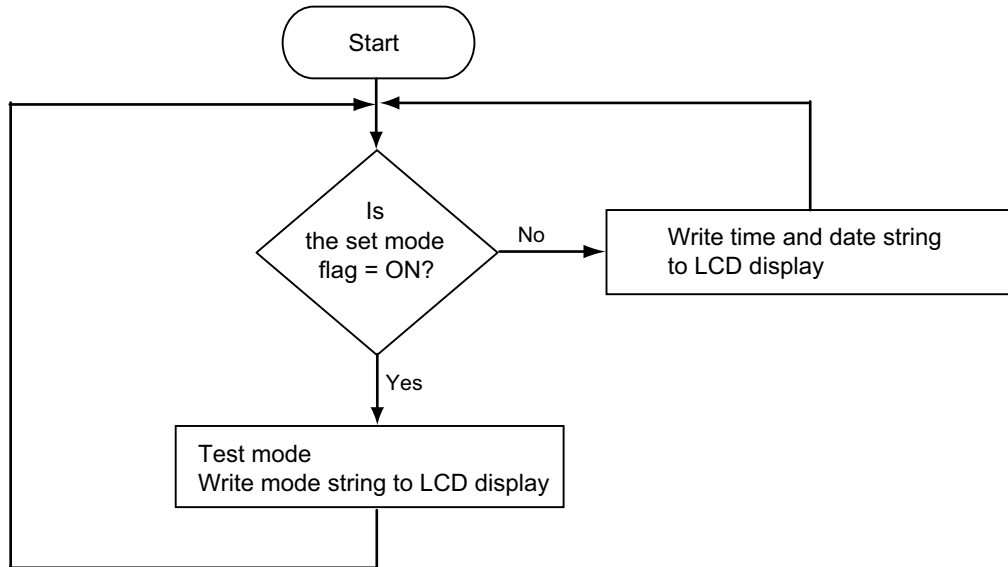 Start
Is
the set mode
flag = ON?
No
Write time and date string
to LCD display
Yes
Test mode
Write mode string to LCD display